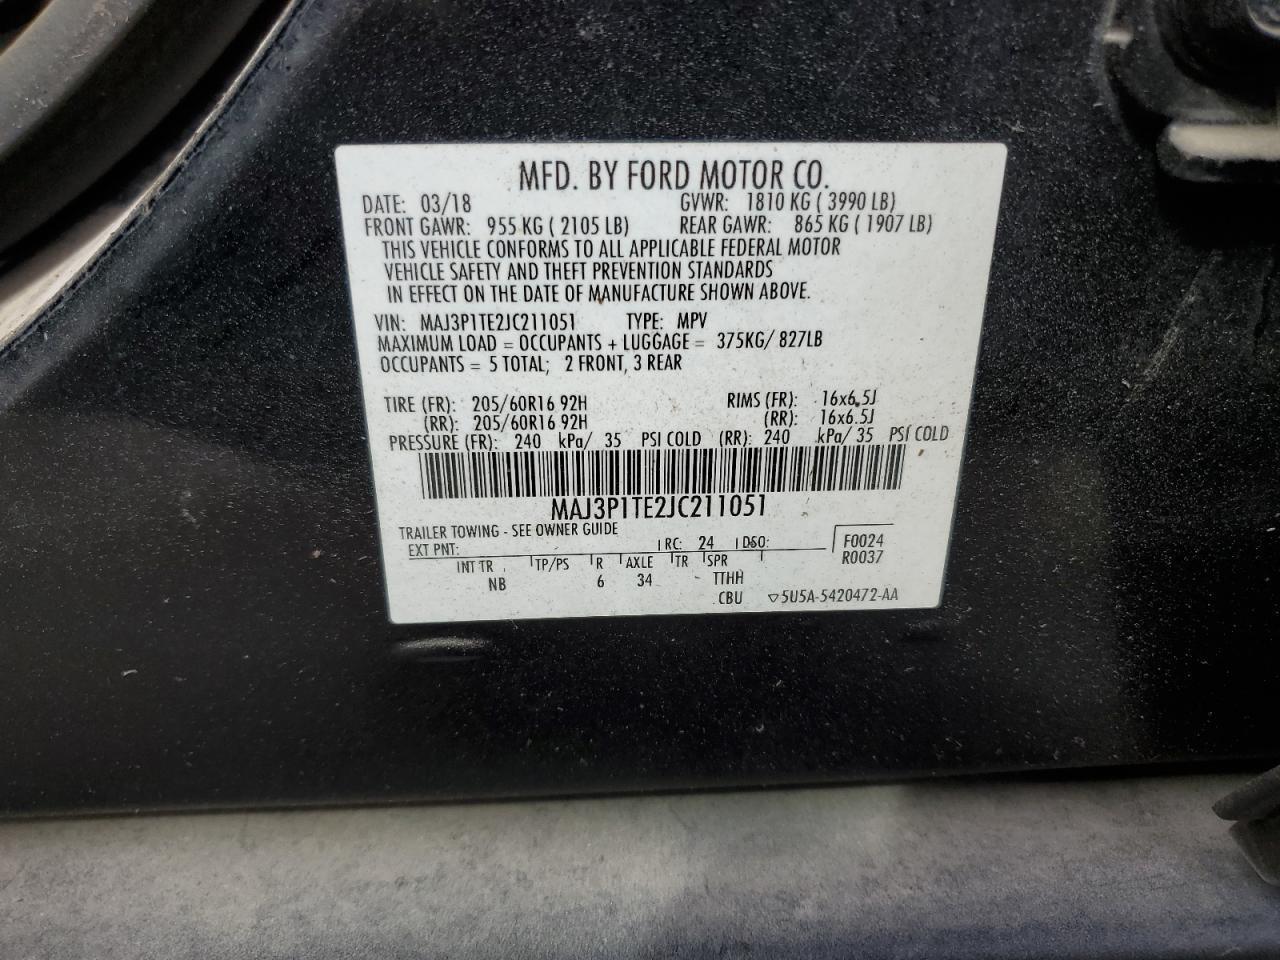 MFD. BY FORD MOTOR CO.
DATE: 03/18 GVWR: 1810 KG ( 3990 LB)
FRONT GAWR: 955 KG ( 2105 LB) REAR GAWR: 865 KG ( 1907 LB)
THIS VEHICLE CONFORMS TO ALL APPLICABLE FEDERAL MOTOR
VEHICLE SAFETY AND THEFT PREVENTION STANDARDS
IN EFFECT ON THE DATE OF MANUFACTURE SHOWN ABOVE.
VIN: MAJ3P1TE2JC211051 TYPE: MPV
MAXIMUM LOAD = OCCUPANTS + LUGGAGE = 375KG/ 827LB
OCCUPANTS = 5 TOTAL; 2 FRONT, 3 REAR
TIRE (FR): 205/60R16 92H RIMS (FR): 16x6.5J
(RR): 205/60R16 92H (RR): 16x6.5J
PRESSURE (FR): 240 kPa/ 35 PSI COLD (RR): 240 kPa/ 35 PSI COLD
MAJ3P1TE2JC211051
TRAILER TOWING - SEE OWNER GUIDE
EXT PNT: RC: 24 DSO: F0024
INT TR TP/PS R AXLE TR SPR R0037
NB 6 34 TTHH
CBU ▽5U5A-5420472-AA